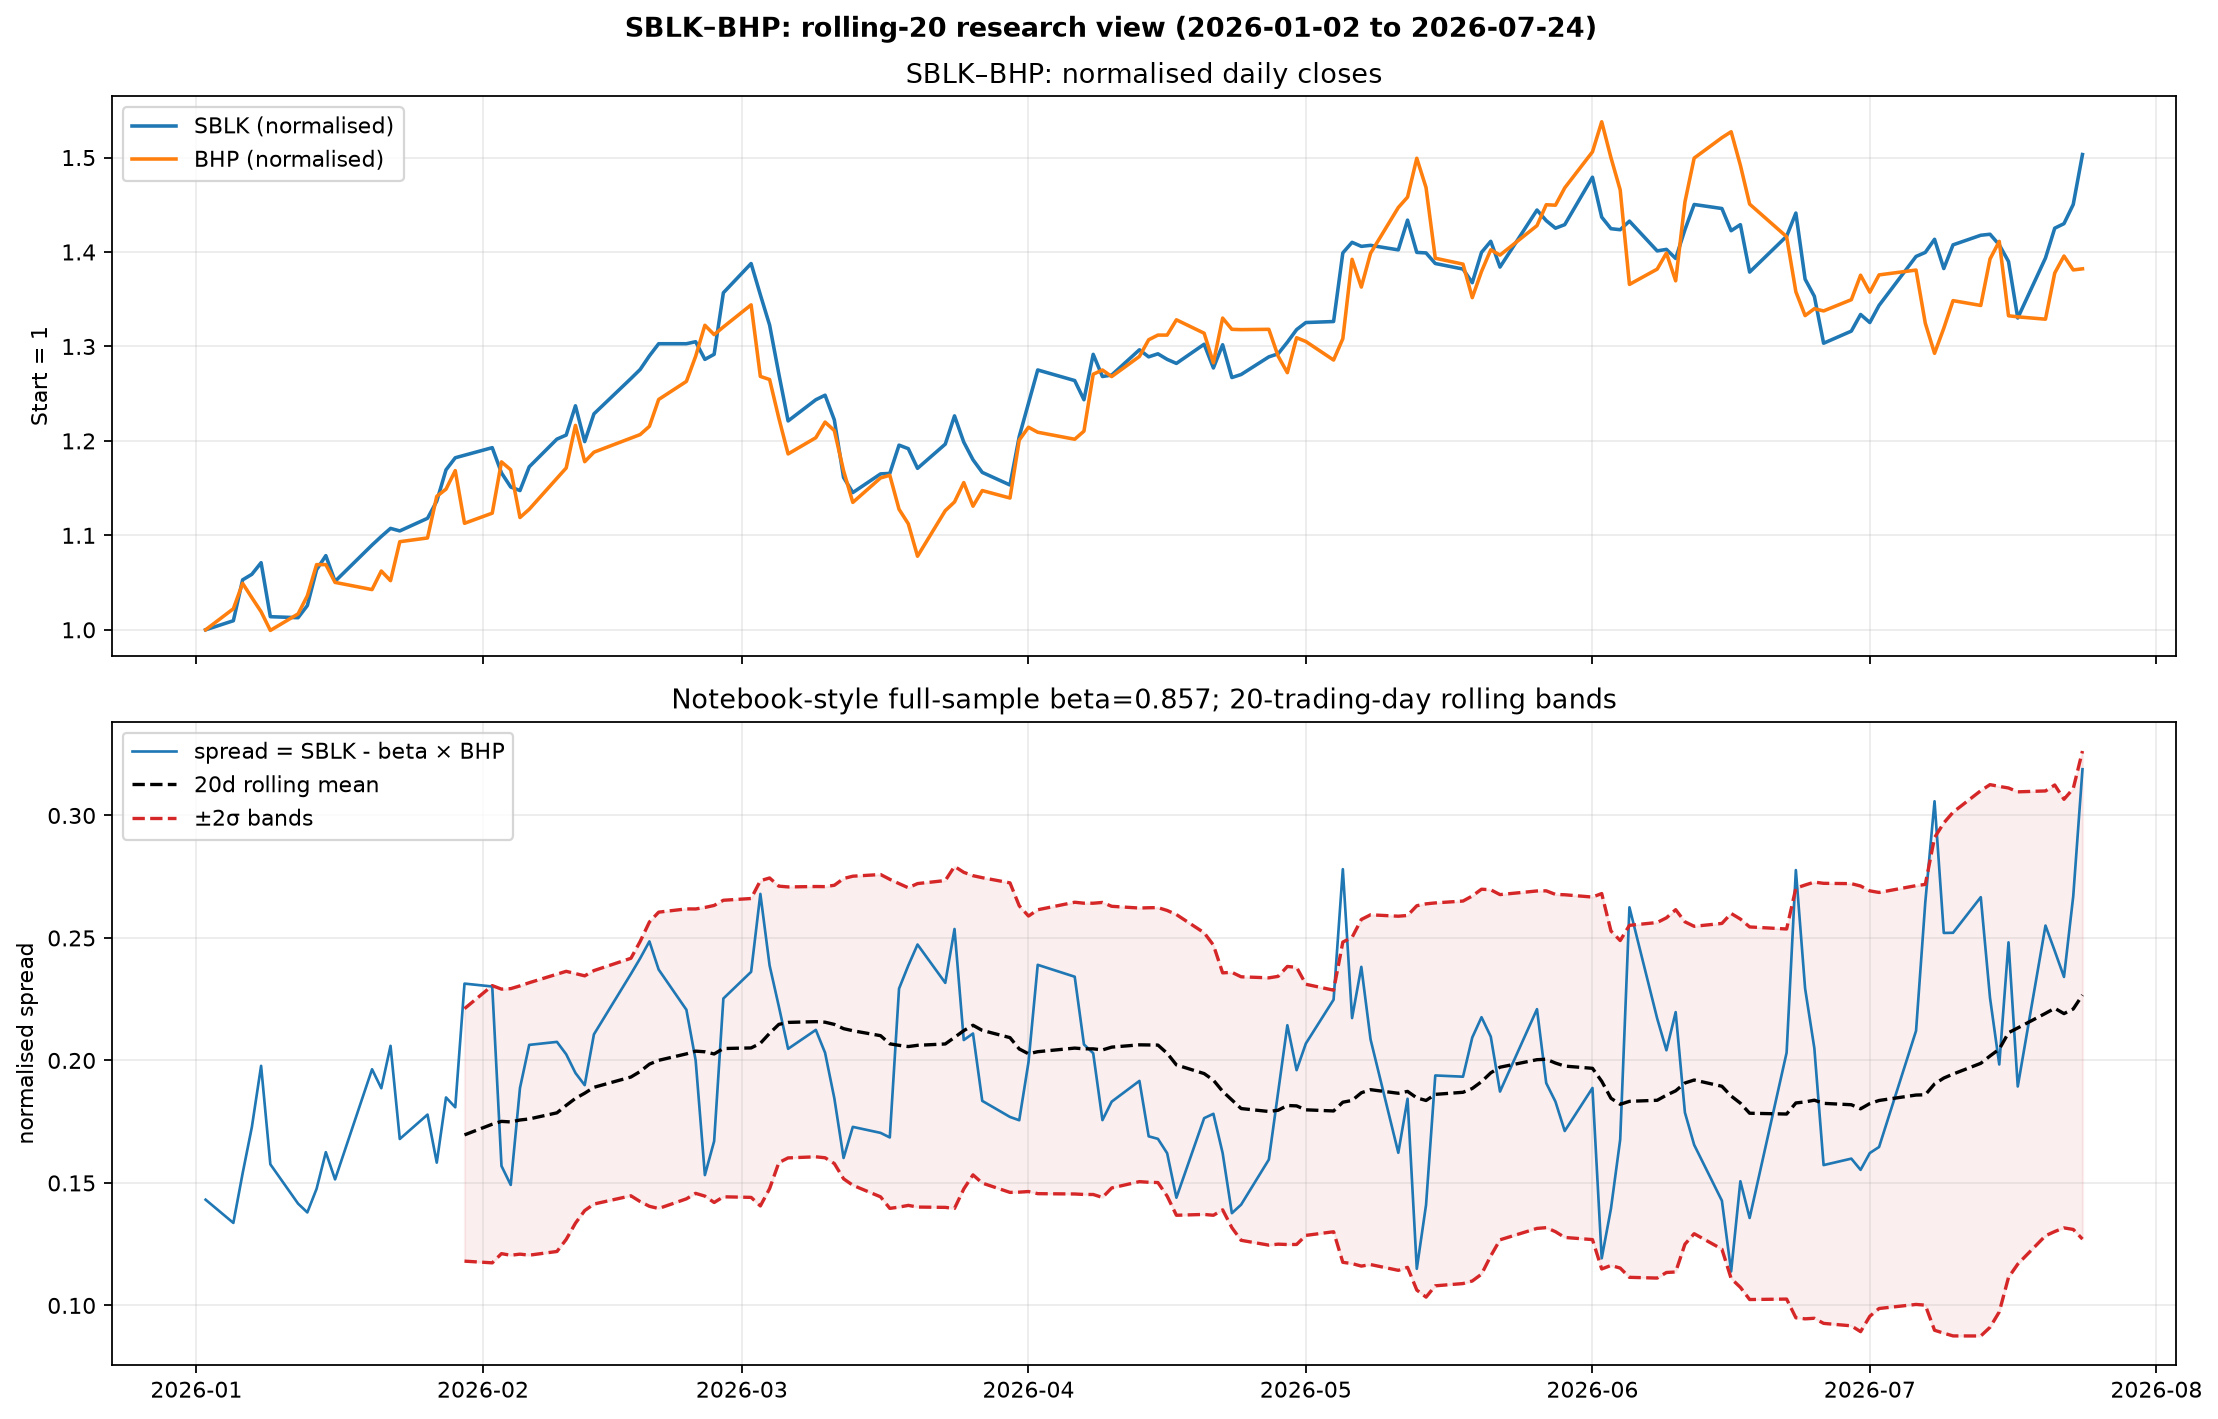 SBLK–BHP: rolling-20 research view (2026-01-02 to 2026-07-24)
SBLK–BHP: normalised daily closes
SBLK (normalised)
BHP (normalised)
Start = 1
1.5
1.4
1.3
1.2
1.1
1.0
Notebook-style full-sample beta=0.857; 20-trading-day rolling bands
spread = SBLK - beta × BHP
20d rolling mean
±2σ bands
normalised spread
0.30
0.25
0.20
0.15
0.10
2026-01 2026-02 2026-03 2026-04 2026-05 2026-06 2026-07 2026-08